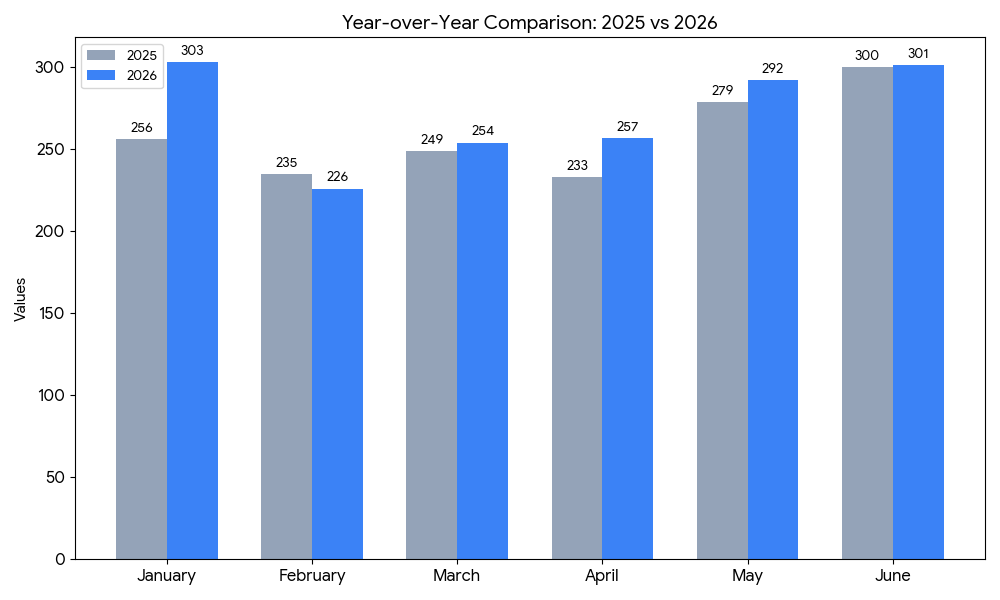 Year-over-Year Comparison: 2025 vs 2026
2025
2026
Values
300
250
200
150
100
50
0
256
303
235
226
249
254
233
257
279
292
300
301
January
February
March
April
May
June